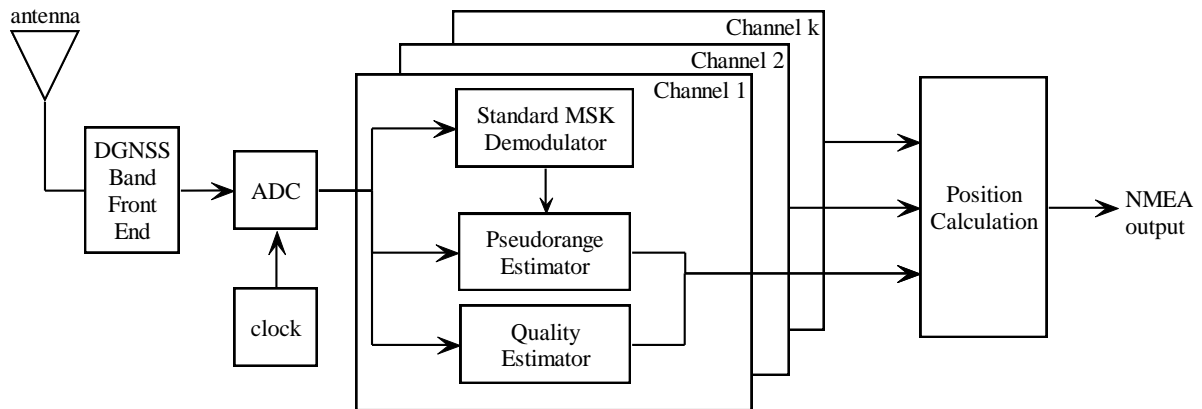 antenna
DGNSS
Band
Front
End
ADC
clock
Channel k
Channel 2
Channel 1
Standard MSK
Demodulator
Pseudorange
Estimator
Quality
Estimator
Position
Calculation
NMEA
output